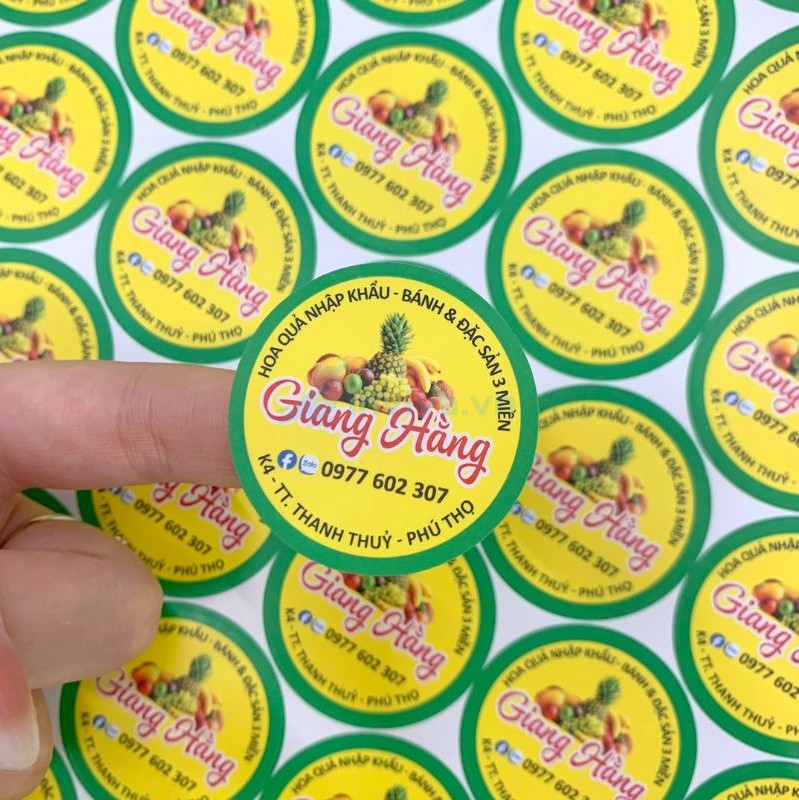 HOA QUẢ NHẬP KHẨU - BÁNH & ĐẶC SẢN 3 MIỀN
Giang Hằng
Zalo 0977 602 307
K4 - TT. THANH THUỶ - PHÚ THỌ